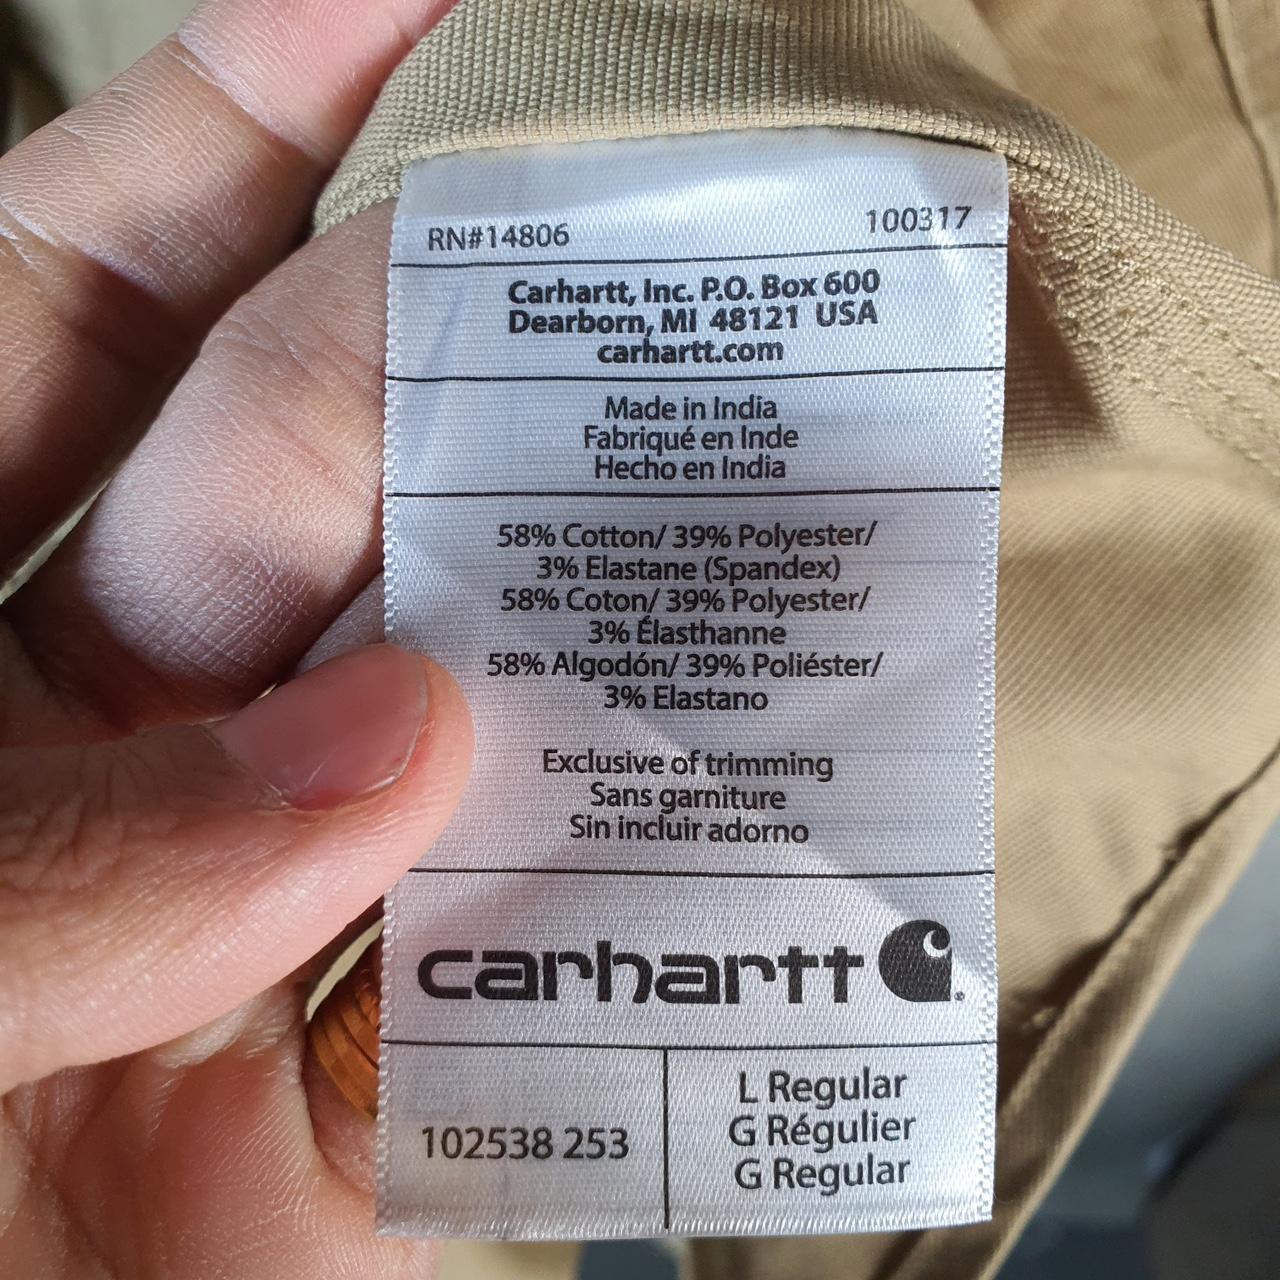 RN#14806 100317
Carhartt, Inc. P.O. Box 600
Dearborn, MI 48121 USA
carhartt.com
Made in India
Fabriqué en Inde
Hecho en India
58% Cotton/ 39% Polyester/
3% Elastane (Spandex)
58% Coton/ 39% Polyester/
3% Élasthanne
58% Algodón/ 39% Poliéster/
3% Elastano
Exclusive of trimming
Sans garniture
Sin incluir adorno
carhartt
102538 253
L Regular
G Régulier
G Regular